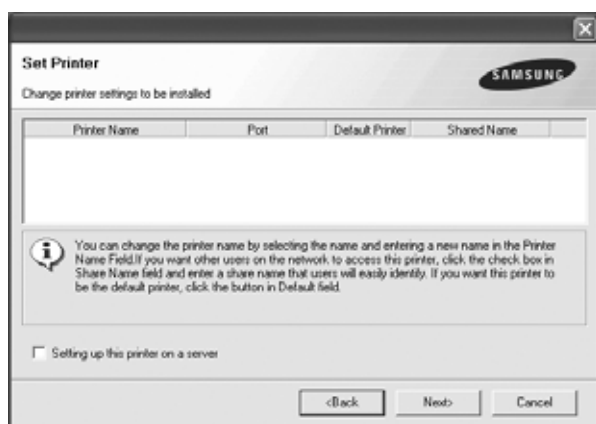 Set Printer
SAMSUNG
Change printer settings to be installed
Printer Name Port Default Printer Shared Name
You can change the printer name by selecting the name and entering a new name in the Printer
Name Field.If you want other users on the network to access this printer, click the check box in
Share Name field and enter a share name that users will easily identify. If you want this printer to
be the default printer, click the button in Default field.
Setting up this printer on a server
<Back Next> Cancel